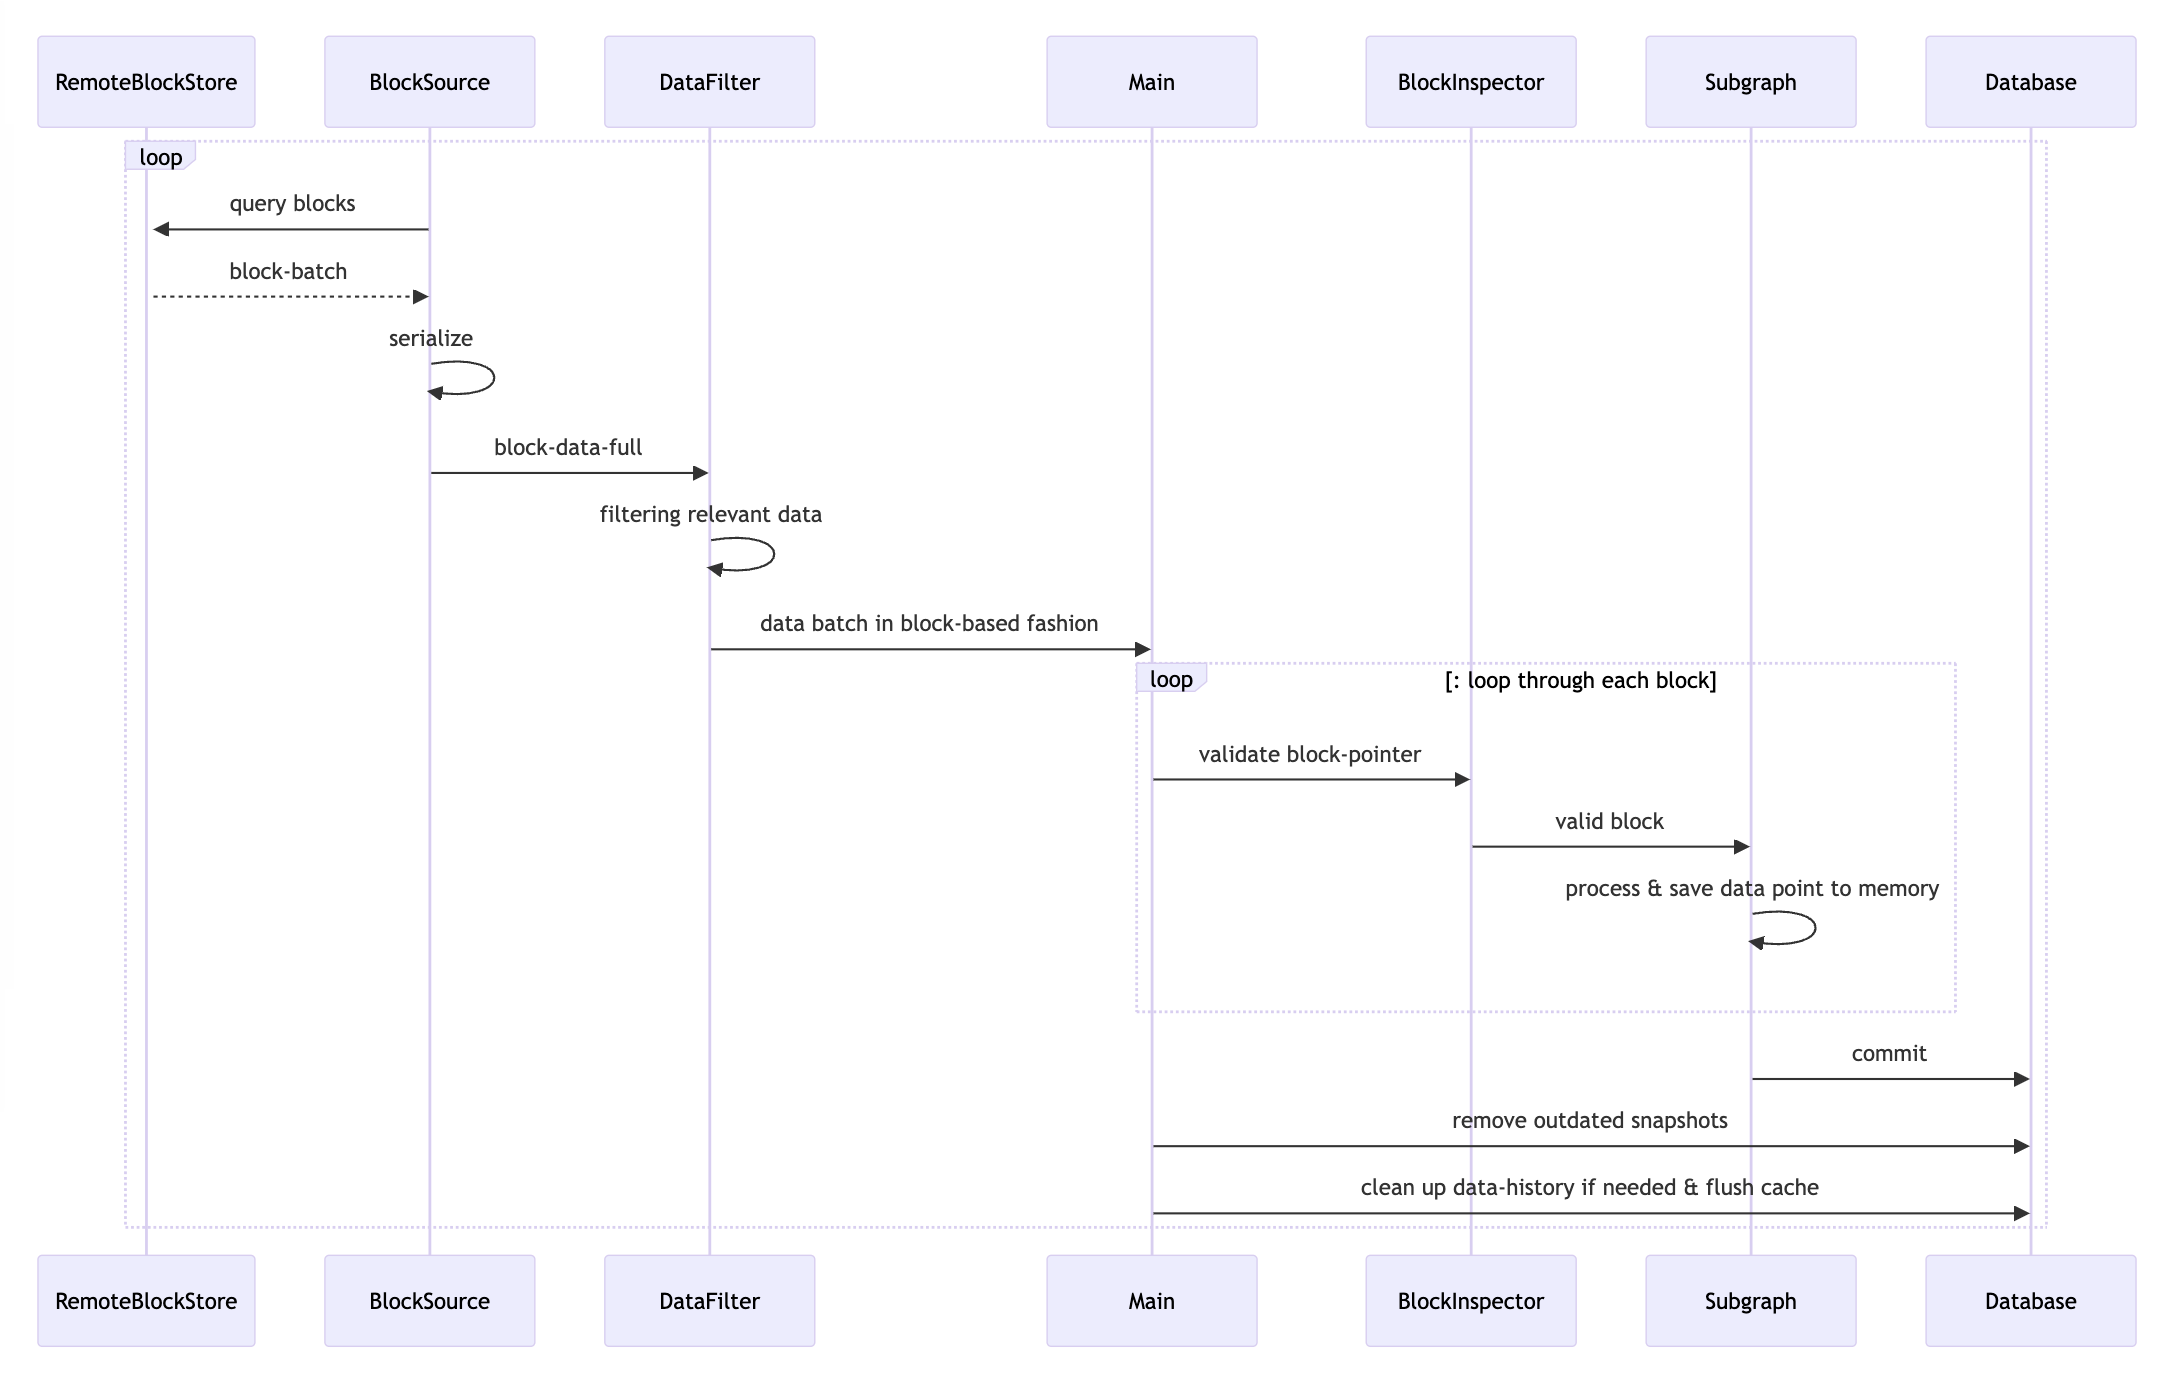 RemoteBlockStore
BlockSource
DataFilter
Main
BlockInspector
Subgraph
Database
loop
query blocks
block-batch
serialize
block-data-full
filtering relevant data
data batch in block-based fashion
loop
[: loop through each block]
validate block-pointer
valid block
process & save data point to memory
commit
remove outdated snapshots
clean up data-history if needed & flush cache
RemoteBlockStore
BlockSource
DataFilter
Main
BlockInspector
Subgraph
Database